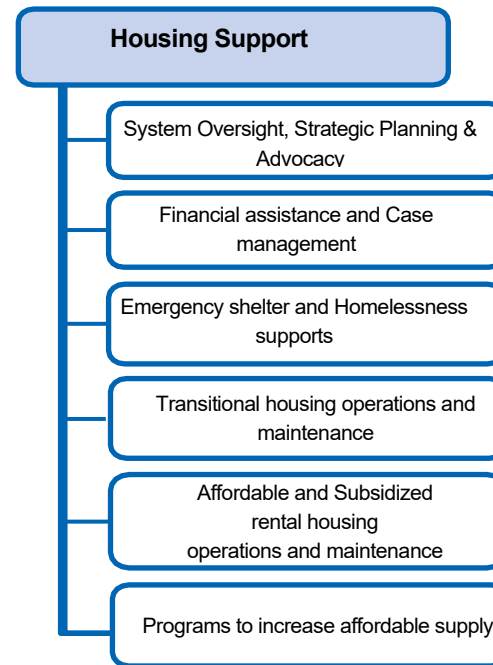 Housing Support
System Oversight, Strategic Planning &
Advocacy
Financial assistance and Case
management
Emergency shelter and Homelessness
supports
Transitional housing operations and
maintenance
Affordable and Subsidized
rental housing
operations and maintenance
Programs to increase affordable supply